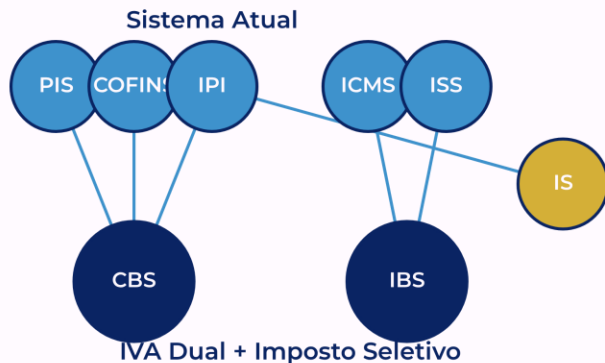 Sistema Atual
PIS COFINS IPI ICMS ISS
IS
CBS IBS
IVA Dual + Imposto Seletivo